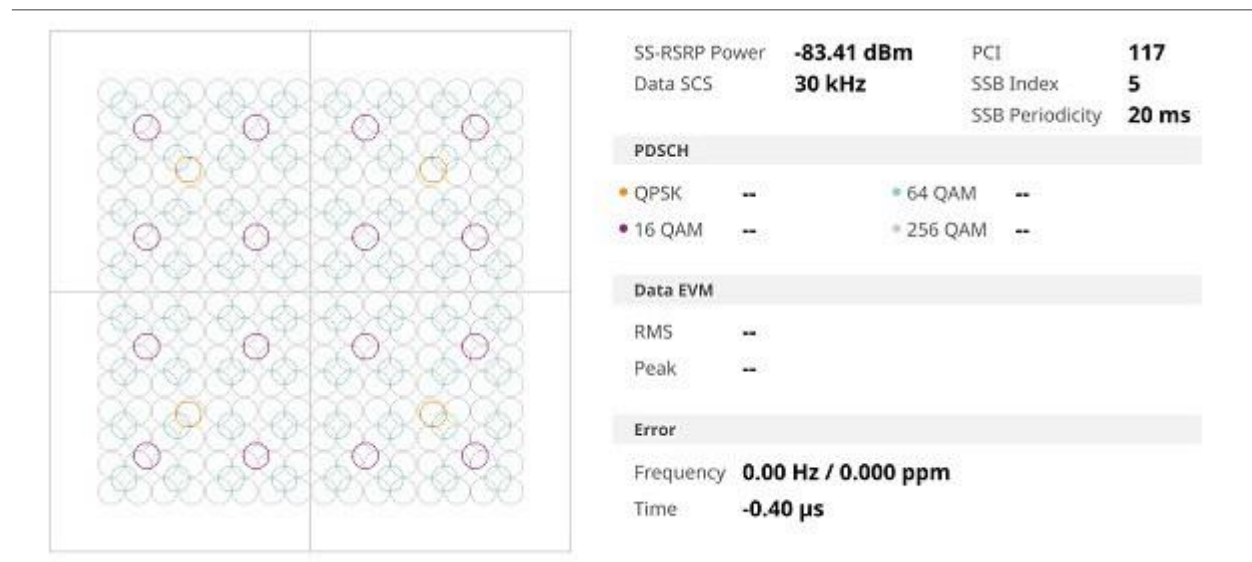 SS-RSRP Power -83.41 dBm PCI 117
Data SCS 30 kHz SSB Index 5
SSB Periodicity 20 ms
PDSCH
QPSK -- 64 QAM --
16 QAM -- 256 QAM --
Data EVM
RMS --
Peak --
Error
Frequency 0.00 Hz / 0.000 ppm
Time -0.40 µs